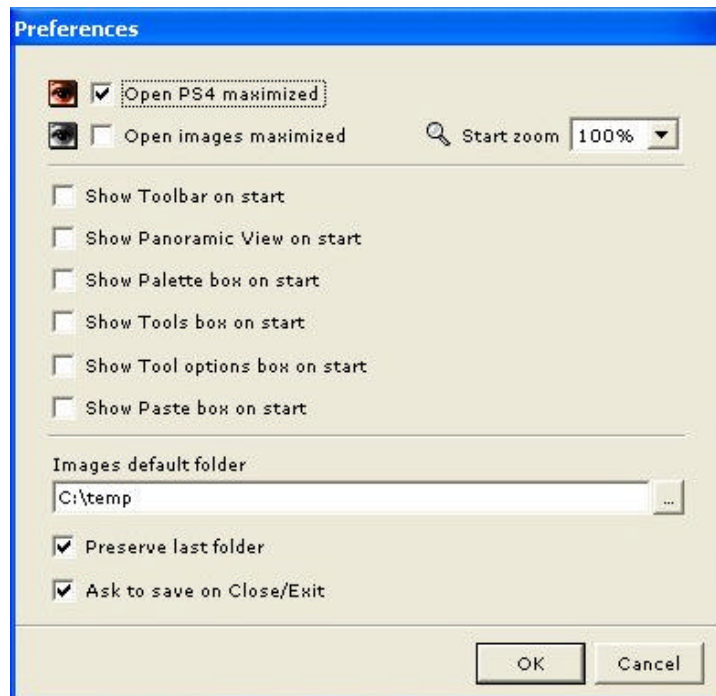 Preferences
Open PS4 maximized
Open images maximized Start zoom 100%
Show Toolbar on start
Show Panoramic View on start
Show Palette box on start
Show Tools box on start
Show Tool options box on start
Show Paste box on start
Images default folder
C:\temp ...
Preserve last folder
Ask to save on Close/Exit
OK Cancel